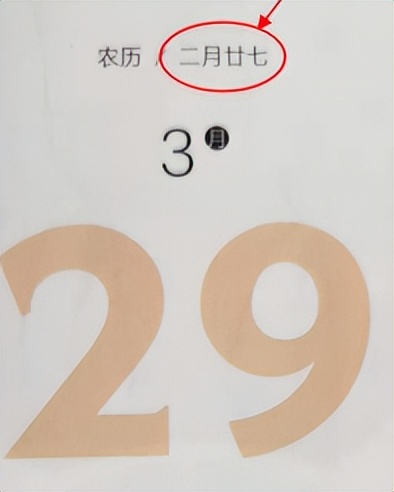 农历 / 二月廿七
3月
29